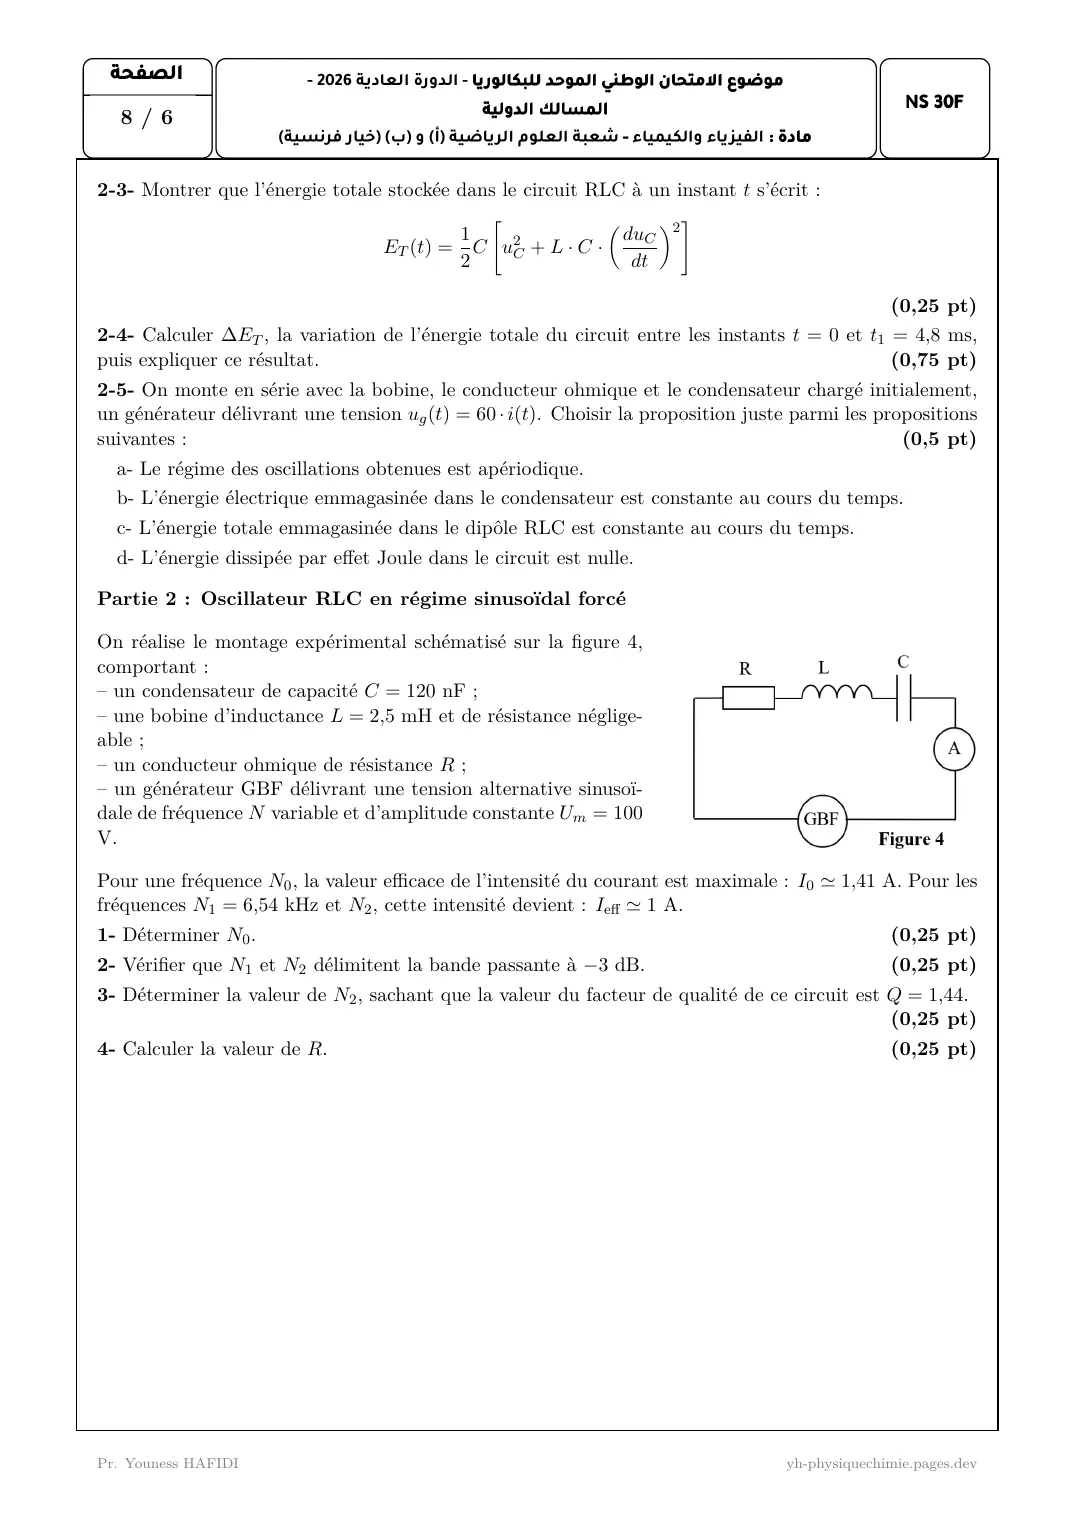 الصفحة
8 / 6
موضوع الامتحان الوطني الموحد للبكالوريا - الدورة العادية 2026 -
المسالك الدولية
مادة : الفيزياء والكيمياء - شعبة العلوم الرياضية (أ) و (ب) (خيار فرنسية)
NS 30F
2-3- Montrer que l'énergie totale stockée dans le circuit RLC à un instant t s'écrit :
E_T(t) = 1/2 C [u_C^2 + L · C · (du_C/dt)^2]
(0,25 pt)
2-4- Calculer ΔE_T, la variation de l'énergie totale du circuit entre les instants t = 0 et t₁ = 4,8 ms,
puis expliquer ce résultat. (0,75 pt)
2-5- On monte en série avec la bobine, le conducteur ohmique et le condensateur chargé initialement,
un générateur délivrant une tension u_g(t) = 60 · i(t). Choisir la proposition juste parmi les propositions
suivantes : (0,5 pt)
a- Le régime des oscillations obtenues est apériodique.
b- L'énergie électrique emmagasinée dans le condensateur est constante au cours du temps.
c- L'énergie totale emmagasinée dans le dipôle RLC est constante au cours du temps.
d- L'énergie dissipée par effet Joule dans le circuit est nulle.
Partie 2 : Oscillateur RLC en régime sinusoïdal forcé
On réalise le montage expérimental schématisé sur la figure 4,
comportant :
– un condensateur de capacité C = 120 nF ;
– une bobine d'inductance L = 2,5 mH et de résistance néglige-
able ;
– un conducteur ohmique de résistance R ;
– un générateur GBF délivrant une tension alternative sinusoï-
dale de fréquence N variable et d'amplitude constante U_m = 100
V.
R L C
A
GBF
Figure 4
Pour une fréquence N₀, la valeur efficace de l'intensité du courant est maximale : I₀ ≃ 1,41 A. Pour les
fréquences N₁ = 6,54 kHz et N₂, cette intensité devient : I_eff ≃ 1 A.
1- Déterminer N₀. (0,25 pt)
2- Vérifier que N₁ et N₂ délimitent la bande passante à −3 dB. (0,25 pt)
3- Déterminer la valeur de N₂, sachant que la valeur du facteur de qualité de ce circuit est Q = 1,44.
(0,25 pt)
4- Calculer la valeur de R. (0,25 pt)
Pr. Youness HAFIDI
yh-physiquechimie.pages.dev